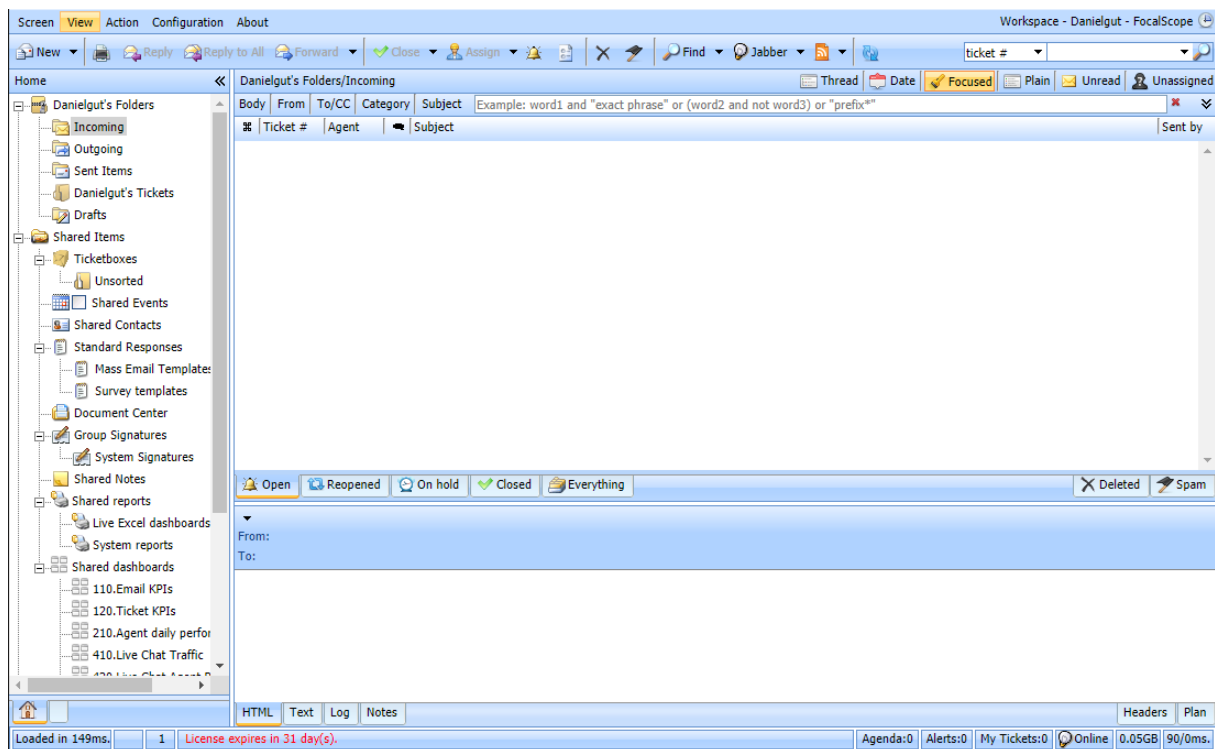 Screen View Action Configuration About Workspace - Danielgut - FocalScope
New Reply Reply to All Forward Close Assign Find Jabber ticket #
Home
Danielgut's Folders/Incoming Thread Date Focused Plain Unread Unassigned
Body From To/CC Category Subject Example: word1 and "exact phrase" or (word2 and not word3) or "prefix*"
Ticket # Agent Subject Sent by
Danielgut's Folders
Incoming
Outgoing
Sent Items
Danielgut's Tickets
Drafts
Shared Items
Ticketboxes
Unsorted
Shared Events
Shared Contacts
Standard Responses
Mass Email Templates
Survey templates
Document Center
Group Signatures
System Signatures
Shared Notes
Shared reports
Live Excel dashboards
System reports
Shared dashboards
110.Email KPIs
120.Ticket KPIs
210.Agent daily perfor
410.Live Chat Traffic
Open Reopened On hold Closed Everything Deleted Spam
From:
To:
HTML Text Log Notes Headers Plan
Loaded in 149ms. 1 License expires in 31 day(s). Agenda:0 Alerts:0 My Tickets:0 Online 0.05GB 90/0ms.